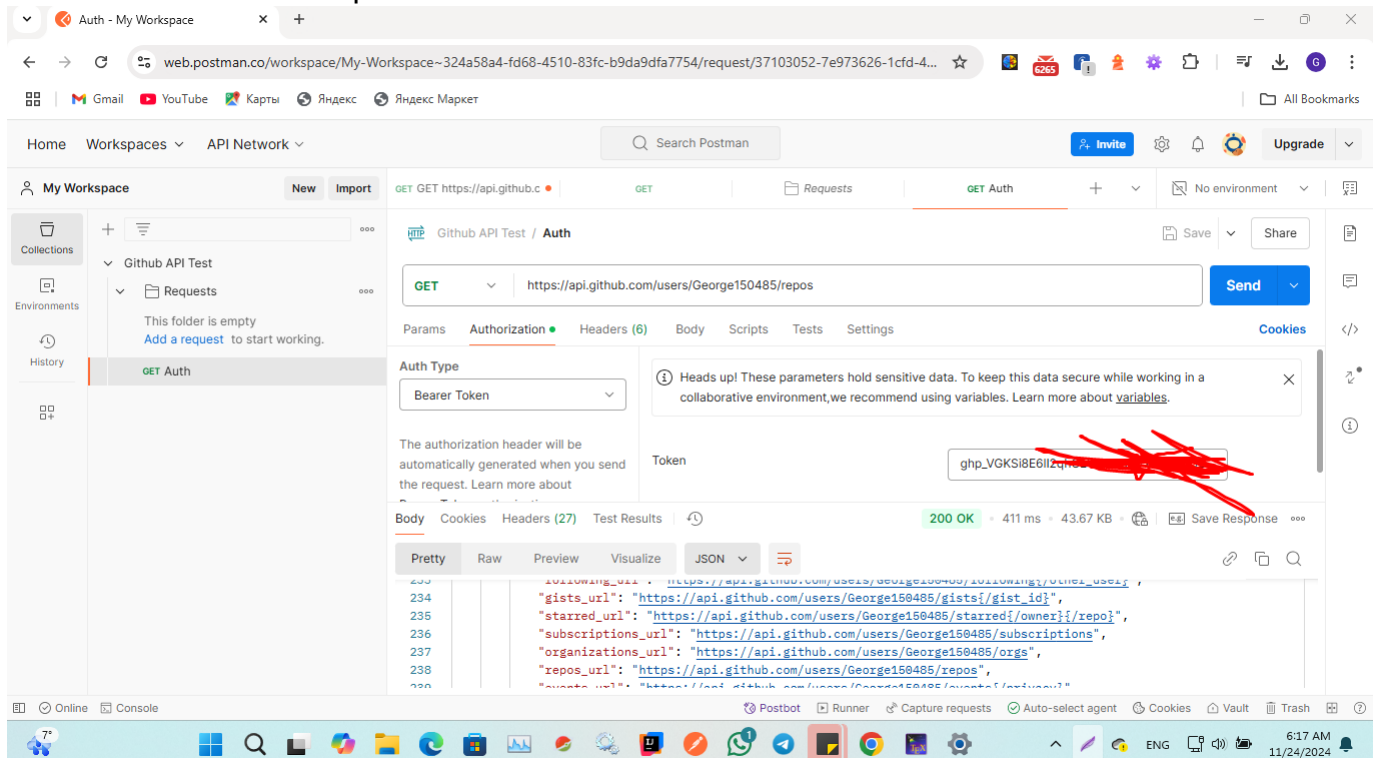 Auth - My Workspace
web.postman.co/workspace/My-Workspace~324a58a4-fd68-4510-83fc-b9da9dfa7754/request/37103052-7e973626-1cfd-4...
6265
G
Gmail YouTube Карты Яндекс Яндекс Маркет All Bookmarks
Home Workspaces API Network Search Postman Invite Upgrade
My Workspace New Import GET GET https://api.github.c GET Requests GET Auth No environment
Collections
Environments
History
Github API Test
Requests
This folder is empty
Add a request to start working.
GET Auth
HTTP Github API Test / Auth Save Share
GET https://api.github.com/users/George150485/repos Send
Params Authorization Headers (6) Body Scripts Tests Settings Cookies
Auth Type
Bearer Token
Heads up! These parameters hold sensitive data. To keep this data secure while working in a
collaborative environment,we recommend using variables. Learn more about variables.
The authorization header will be
automatically generated when you send
the request. Learn more about
Token
Body Cookies Headers (27) Test Results 200 OK 411 ms 43.67 KB e.g. Save Response
Pretty Raw Preview Visualize JSON
234 "gists_url": "https://api.github.com/users/George150485/gists{/gist_id}",
235 "starred_url": "https://api.github.com/users/George150485/starred{/owner}{/repo}",
236 "subscriptions_url": "https://api.github.com/users/George150485/subscriptions",
237 "organizations_url": "https://api.github.com/users/George150485/orgs",
238 "repos_url": "https://api.github.com/users/George150485/repos",
Online Console Postbot Runner Capture requests Auto-select agent Cookies Vault Trash
7° ENG 6:17 AM
11/24/2024